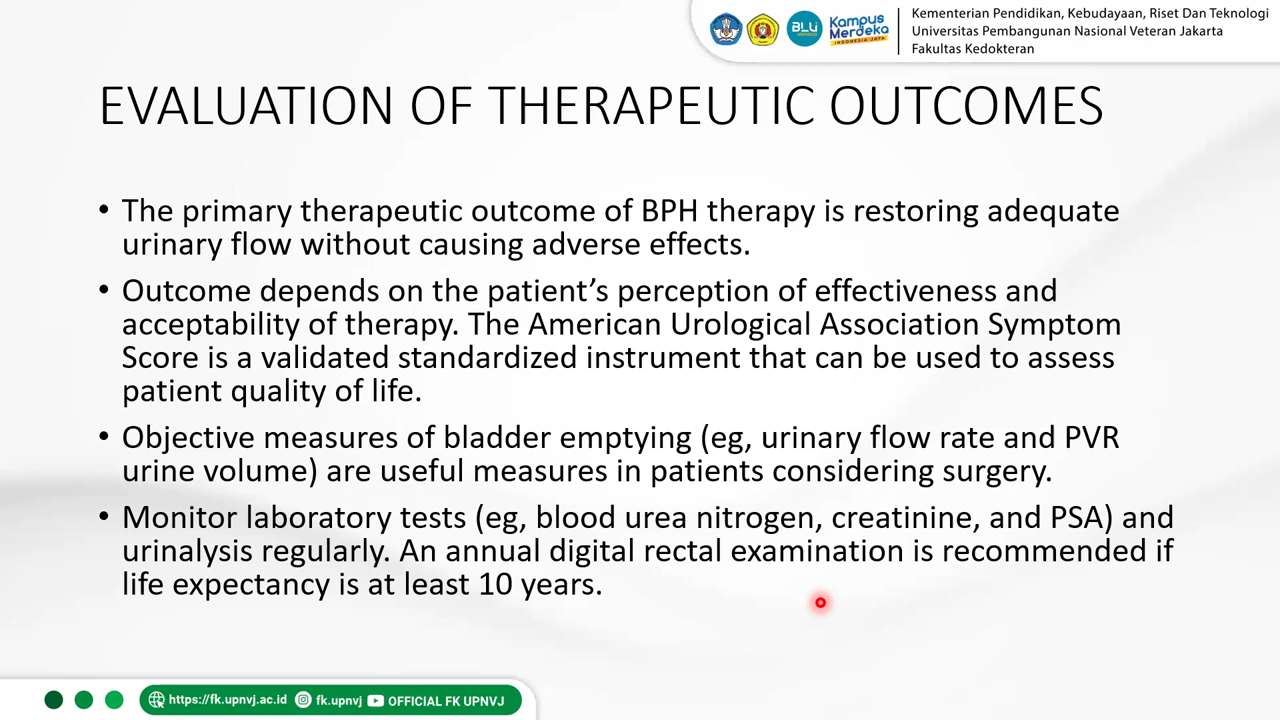 BLU
Kampus
Merdeka
INDONESIA JAYA
Kementerian Pendidikan, Kebudayaan, Riset Dan Teknologi
Universitas Pembangunan Nasional Veteran Jakarta
Fakultas Kedokteran
EVALUATION OF THERAPEUTIC OUTCOMES
• The primary therapeutic outcome of BPH therapy is restoring adequate
urinary flow without causing adverse effects.
• Outcome depends on the patient’s perception of effectiveness and
acceptability of therapy. The American Urological Association Symptom
Score is a validated standardized instrument that can be used to assess
patient quality of life.
• Objective measures of bladder emptying (eg, urinary flow rate and PVR
urine volume) are useful measures in patients considering surgery.
• Monitor laboratory tests (eg, blood urea nitrogen, creatinine, and PSA) and
urinalysis regularly. An annual digital rectal examination is recommended if
life expectancy is at least 10 years.
https://fk.upnvj.ac.id fk.upnvj OFFICIAL FK UPNVJ